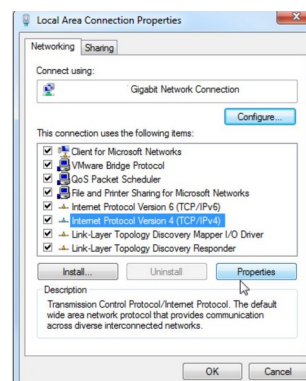 Local Area Connection Properties
Networking Sharing
Connect using:
Gigabit Network Connection
Configure...
This connection uses the following items:
Client for Microsoft Networks
VMware Bridge Protocol
QoS Packet Scheduler
File and Printer Sharing for Microsoft Networks
Internet Protocol Version 6 (TCP/IPv6)
Internet Protocol Version 4 (TCP/IPv4)
Link-Layer Topology Discovery Mapper I/O Driver
Link-Layer Topology Discovery Responder
Install... Uninstall Properties
Description
Transmission Control Protocol/Internet Protocol. The default
wide area network protocol that provides communication
across diverse interconnected networks.
OK Cancel